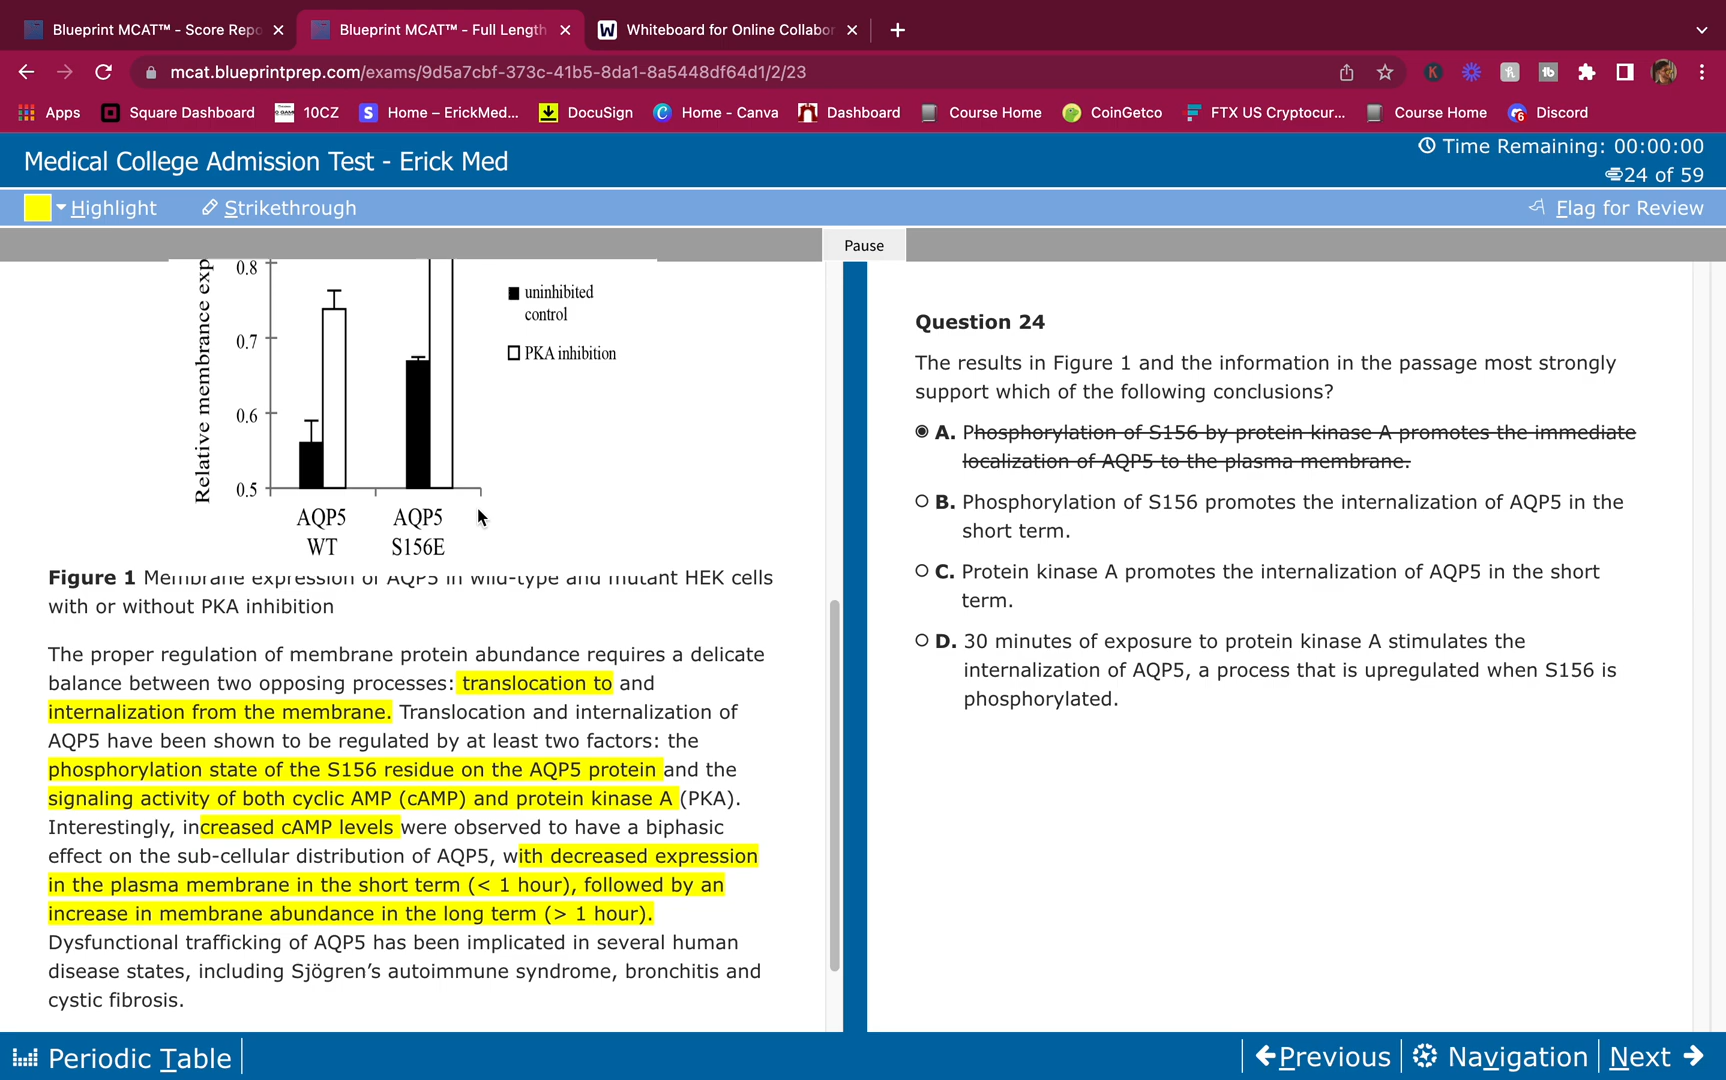 Blueprint MCAT™ - Score Repo
Blueprint MCAT™ - Full Length
Whiteboard for Online Collabor
mcat.blueprintprep.com/exams/9d5a7cbf-373c-41b5-8da1-8a5448df64d1/2/23
Apps
Square Dashboard
10CZ
Home – ErickMed...
DocuSign
Home - Canva
Dashboard
Course Home
CoinGetco
FTX US Cryptocur...
Course Home
Discord
Medical College Admission Test - Erick Med
Time Remaining: 00:00:00
24 of 59
Highlight
Strikethrough
Flag for Review
Pause
Relative membrance exp
0.8
0.7
0.6
0.5
uninhibited
control
PKA inhibition
AQP5
WT
AQP5
S156E
Figure 1 Membrane expression of AQP5 in wild-type and mutant HEK cells
with or without PKA inhibition
The proper regulation of membrane protein abundance requires a delicate
balance between two opposing processes: translocation to and
internalization from the membrane. Translocation and internalization of
AQP5 have been shown to be regulated by at least two factors: the
phosphorylation state of the S156 residue on the AQP5 protein and the
signaling activity of both cyclic AMP (cAMP) and protein kinase A (PKA).
Interestingly, increased cAMP levels were observed to have a biphasic
effect on the sub-cellular distribution of AQP5, with decreased expression
in the plasma membrane in the short term (< 1 hour), followed by an
increase in membrane abundance in the long term (> 1 hour).
Dysfunctional trafficking of AQP5 has been implicated in several human
disease states, including Sjögren’s autoimmune syndrome, bronchitis and
cystic fibrosis.
Question 24
The results in Figure 1 and the information in the passage most strongly
support which of the following conclusions?
A. Phosphorylation of S156 by protein kinase A promotes the immediate
localization of AQP5 to the plasma membrane.
B. Phosphorylation of S156 promotes the internalization of AQP5 in the
short term.
C. Protein kinase A promotes the internalization of AQP5 in the short
term.
D. 30 minutes of exposure to protein kinase A stimulates the
internalization of AQP5, a process that is upregulated when S156 is
phosphorylated.
Periodic Table
Previous
Navigation
Next